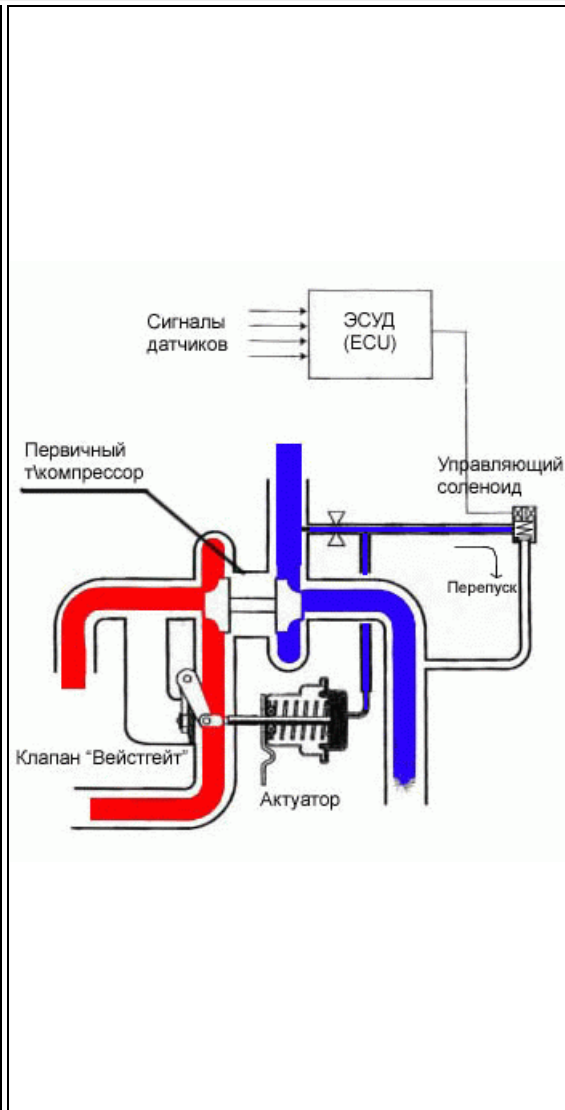 Сигналы
датчиков
ЭСУД
(ECU)
Первичный
т\компрессор
Управляющий
соленоид
Перепуск
Клапан “Вейстгейт”
Актуатор